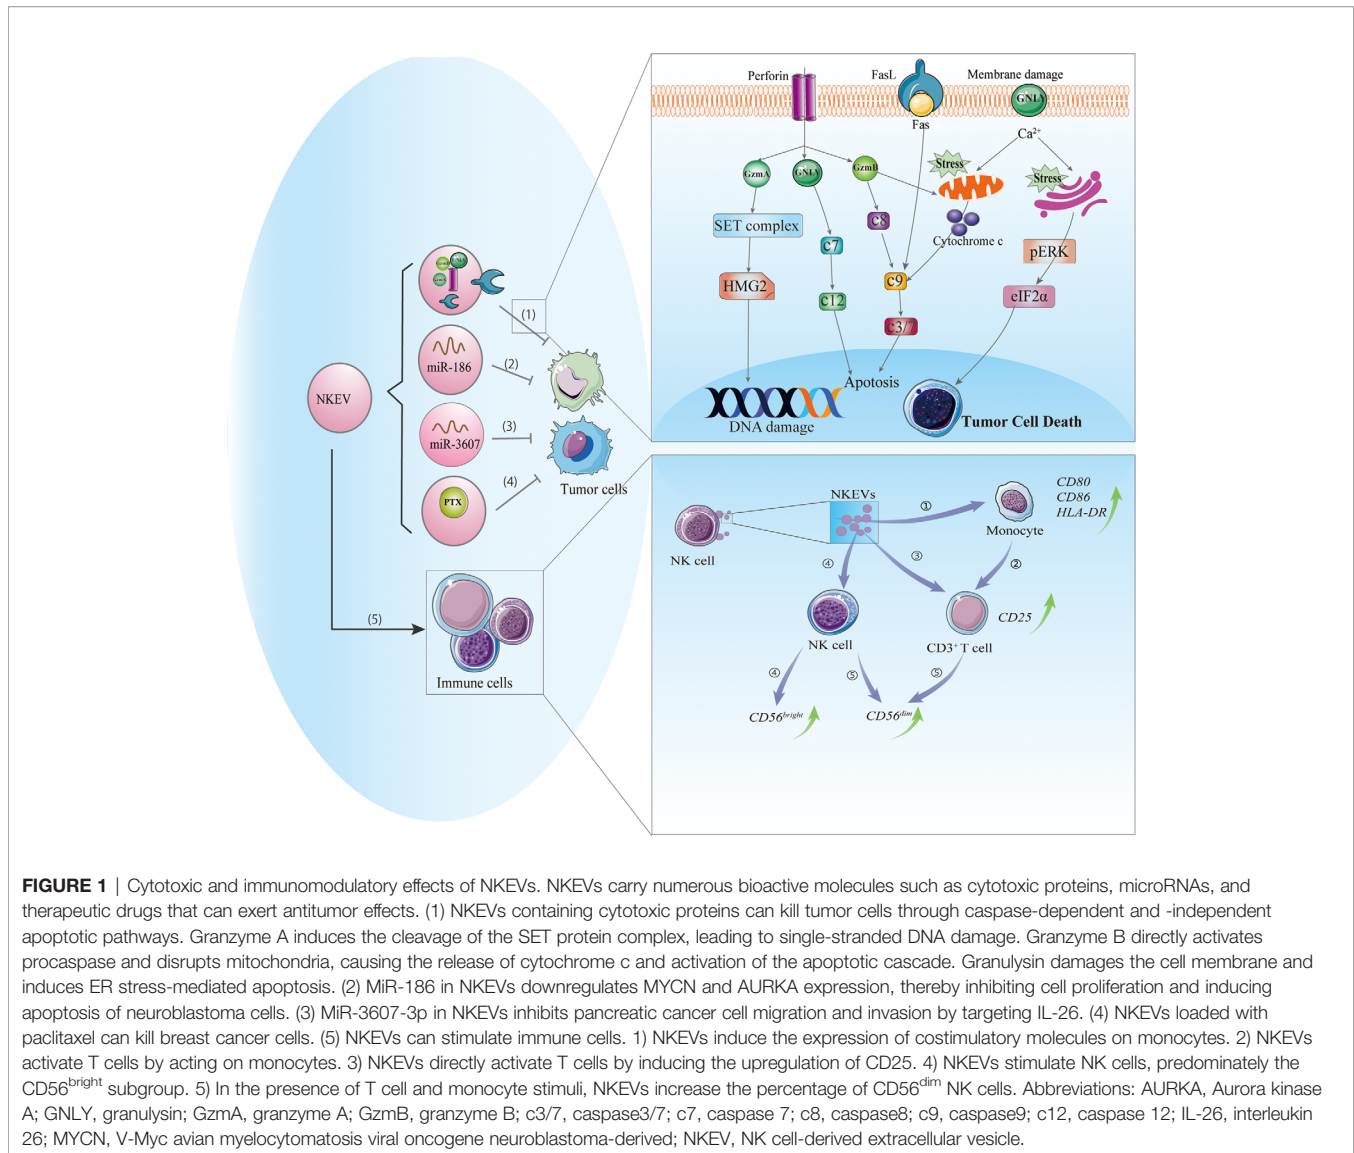 Perforin
FasL
Membrane damage
GNLY
Fas
Ca²⁺
GzmA
GNLY
GzmB
Stress
Stress
SET complex
c8
Cytochrome c
c7
pERK
HMG2
c9
eIF2α
c12
c3/7
Apotosis
DNA damage
Tumor Cell Death
NKEV
GzmB
GNLY
GzmA
(1)
miR-186
(2)
miR-3607
(3)
PTX
(4)
Tumor cells
(5)
Immune cells
NK cell
NKEVs
①
Monocyte
CD80
CD86
HLA-DR
②
③
④
NK cell
CD3⁺ T cell
CD25
④
⑤
⑤
CD56ᵇʳⁱᵍʰᵗ
CD56ᵈⁱᵐ
FIGURE 1 | Cytotoxic and immunomodulatory effects of NKEVs. NKEVs carry numerous bioactive molecules such as cytotoxic proteins, microRNAs, and
therapeutic drugs that can exert antitumor effects. (1) NKEVs containing cytotoxic proteins can kill tumor cells through caspase-dependent and -independent
apoptotic pathways. Granzyme A induces the cleavage of the SET protein complex, leading to single-stranded DNA damage. Granzyme B directly activates
procaspase and disrupts mitochondria, causing the release of cytochrome c and activation of the apoptotic cascade. Granulysin damages the cell membrane and
induces ER stress-mediated apoptosis. (2) MiR-186 in NKEVs downregulates MYCN and AURKA expression, thereby inhibiting cell proliferation and inducing
apoptosis of neuroblastoma cells. (3) MiR-3607-3p in NKEVs inhibits pancreatic cancer cell migration and invasion by targeting IL-26. (4) NKEVs loaded with
paclitaxel can kill breast cancer cells. (5) NKEVs can stimulate immune cells. 1) NKEVs induce the expression of costimulatory molecules on monocytes. 2) NKEVs
activate T cells by acting on monocytes. 3) NKEVs directly activate T cells by inducing the upregulation of CD25. 4) NKEVs stimulate NK cells, predominately the
CD56ᵇʳⁱᵍʰᵗ subgroup. 5) In the presence of T cell and monocyte stimuli, NKEVs increase the percentage of CD56ᵈⁱᵐ NK cells. Abbreviations: AURKA, Aurora kinase
A; GNLY, granulysin; GzmA, granzyme A; GzmB, granzyme B; c3/7, caspase3/7; c7, caspase 7; c8, caspase8; c9, caspase9; c12, caspase 12; IL-26, interleukin
26; MYCN, V-Myc avian myelocytomatosis viral oncogene neuroblastoma-derived; NKEV, NK cell-derived extracellular vesicle.